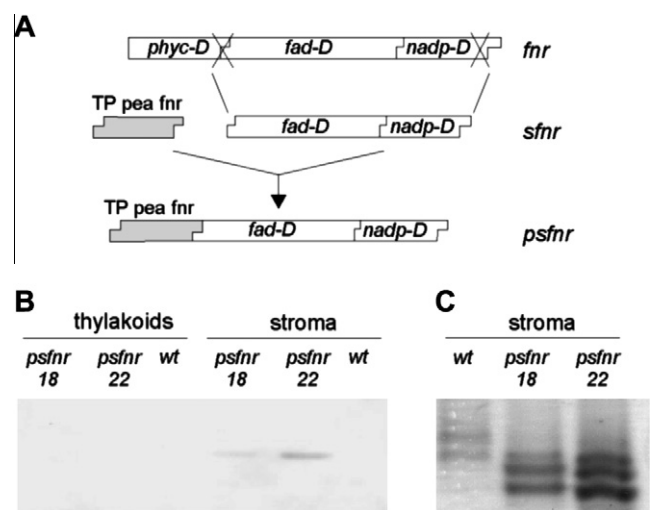 A
phyc-D fad-D nadp-D fnr
TP pea fnr
fad-D nadp-D sfnr
TP pea fnr
fad-D nadp-D psfnr
B
thylakoids stroma
psfnr psfnr wt psfnr psfnr wt
18 22 18 22
C
stroma
wt psfnr psfnr
18 22